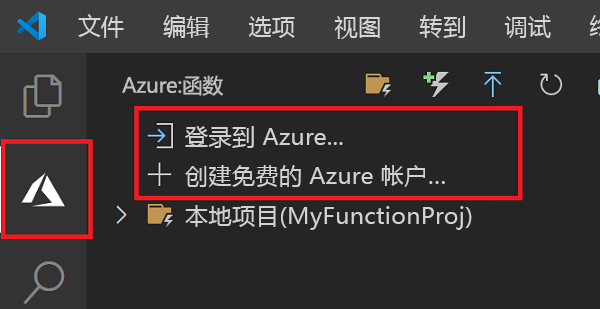 文件 编辑 选项 视图 转到 调试
Azure:函数
登录到 Azure...
创建免费的 Azure 帐户...
本地项目(MyFunctionProj)